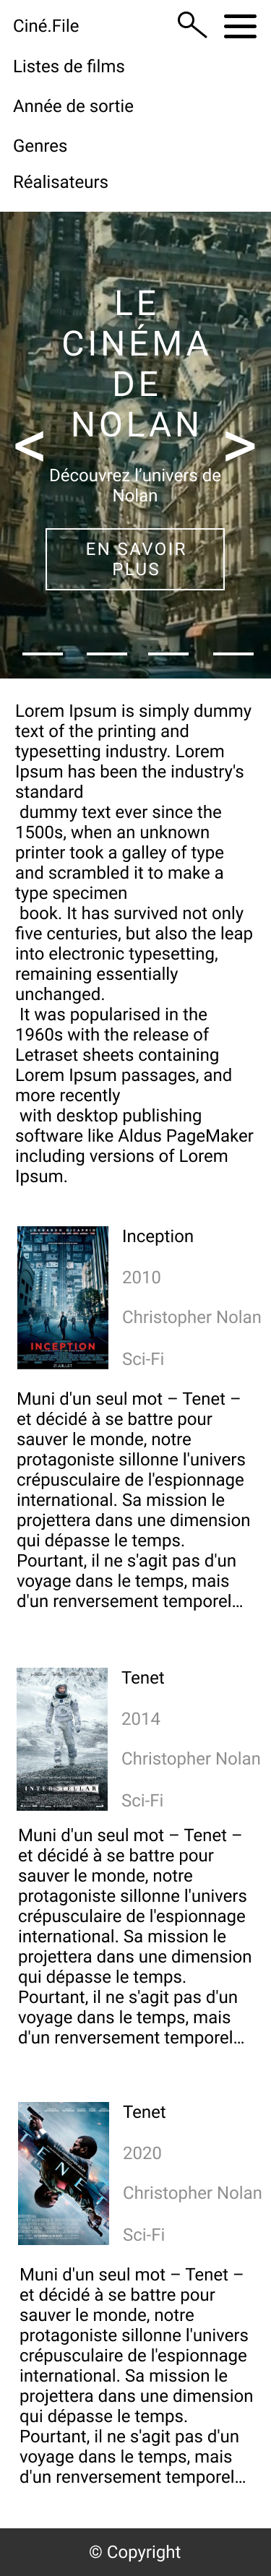 Ciné.File
Listes de films
Année de sortie
Genres
Réalisateurs
LE
CINÉMA
DE
NOLAN
< >
Découvrez l'univers de
Nolan
EN SAVOIR
PLUS
Lorem Ipsum is simply dummy
text of the printing and
typesetting industry. Lorem
Ipsum has been the industry's
standard
dummy text ever since the
1500s, when an unknown
printer took a galley of type
and scrambled it to make a
type specimen
book. It has survived not only
five centuries, but also the leap
into electronic typesetting,
remaining essentially
unchanged.
It was popularised in the
1960s with the release of
Letraset sheets containing
Lorem Ipsum passages, and
more recently
with desktop publishing
software like Aldus PageMaker
including versions of Lorem
Ipsum.
INCEPTION
Inception
2010
Christopher Nolan
Sci-Fi
Muni d'un seul mot – Tenet –
et décidé à se battre pour
sauver le monde, notre
protagoniste sillonne l'univers
crépusculaire de l'espionnage
international. Sa mission le
projettera dans une dimension
qui dépasse le temps.
Pourtant, il ne s'agit pas d'un
voyage dans le temps, mais
d'un renversement temporel…
INTERSTELLAR
Tenet
2014
Christopher Nolan
Sci-Fi
Muni d'un seul mot – Tenet –
et décidé à se battre pour
sauver le monde, notre
protagoniste sillonne l'univers
crépusculaire de l'espionnage
international. Sa mission le
projettera dans une dimension
qui dépasse le temps.
Pourtant, il ne s'agit pas d'un
voyage dans le temps, mais
d'un renversement temporel…
TENET
Tenet
2020
Christopher Nolan
Sci-Fi
Muni d'un seul mot – Tenet –
et décidé à se battre pour
sauver le monde, notre
protagoniste sillonne l'univers
crépusculaire de l'espionnage
international. Sa mission le
projettera dans une dimension
qui dépasse le temps.
Pourtant, il ne s'agit pas d'un
voyage dans le temps, mais
d'un renversement temporel…
© Copyright